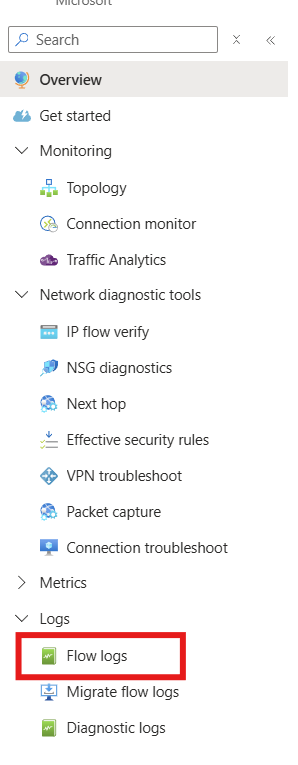 Microsoft
Search
Overview
Get started
Monitoring
Topology
Connection monitor
Traffic Analytics
Network diagnostic tools
IP flow verify
NSG diagnostics
Next hop
Effective security rules
VPN troubleshoot
Packet capture
Connection troubleshoot
Metrics
Logs
Flow logs
Migrate flow logs
Diagnostic logs